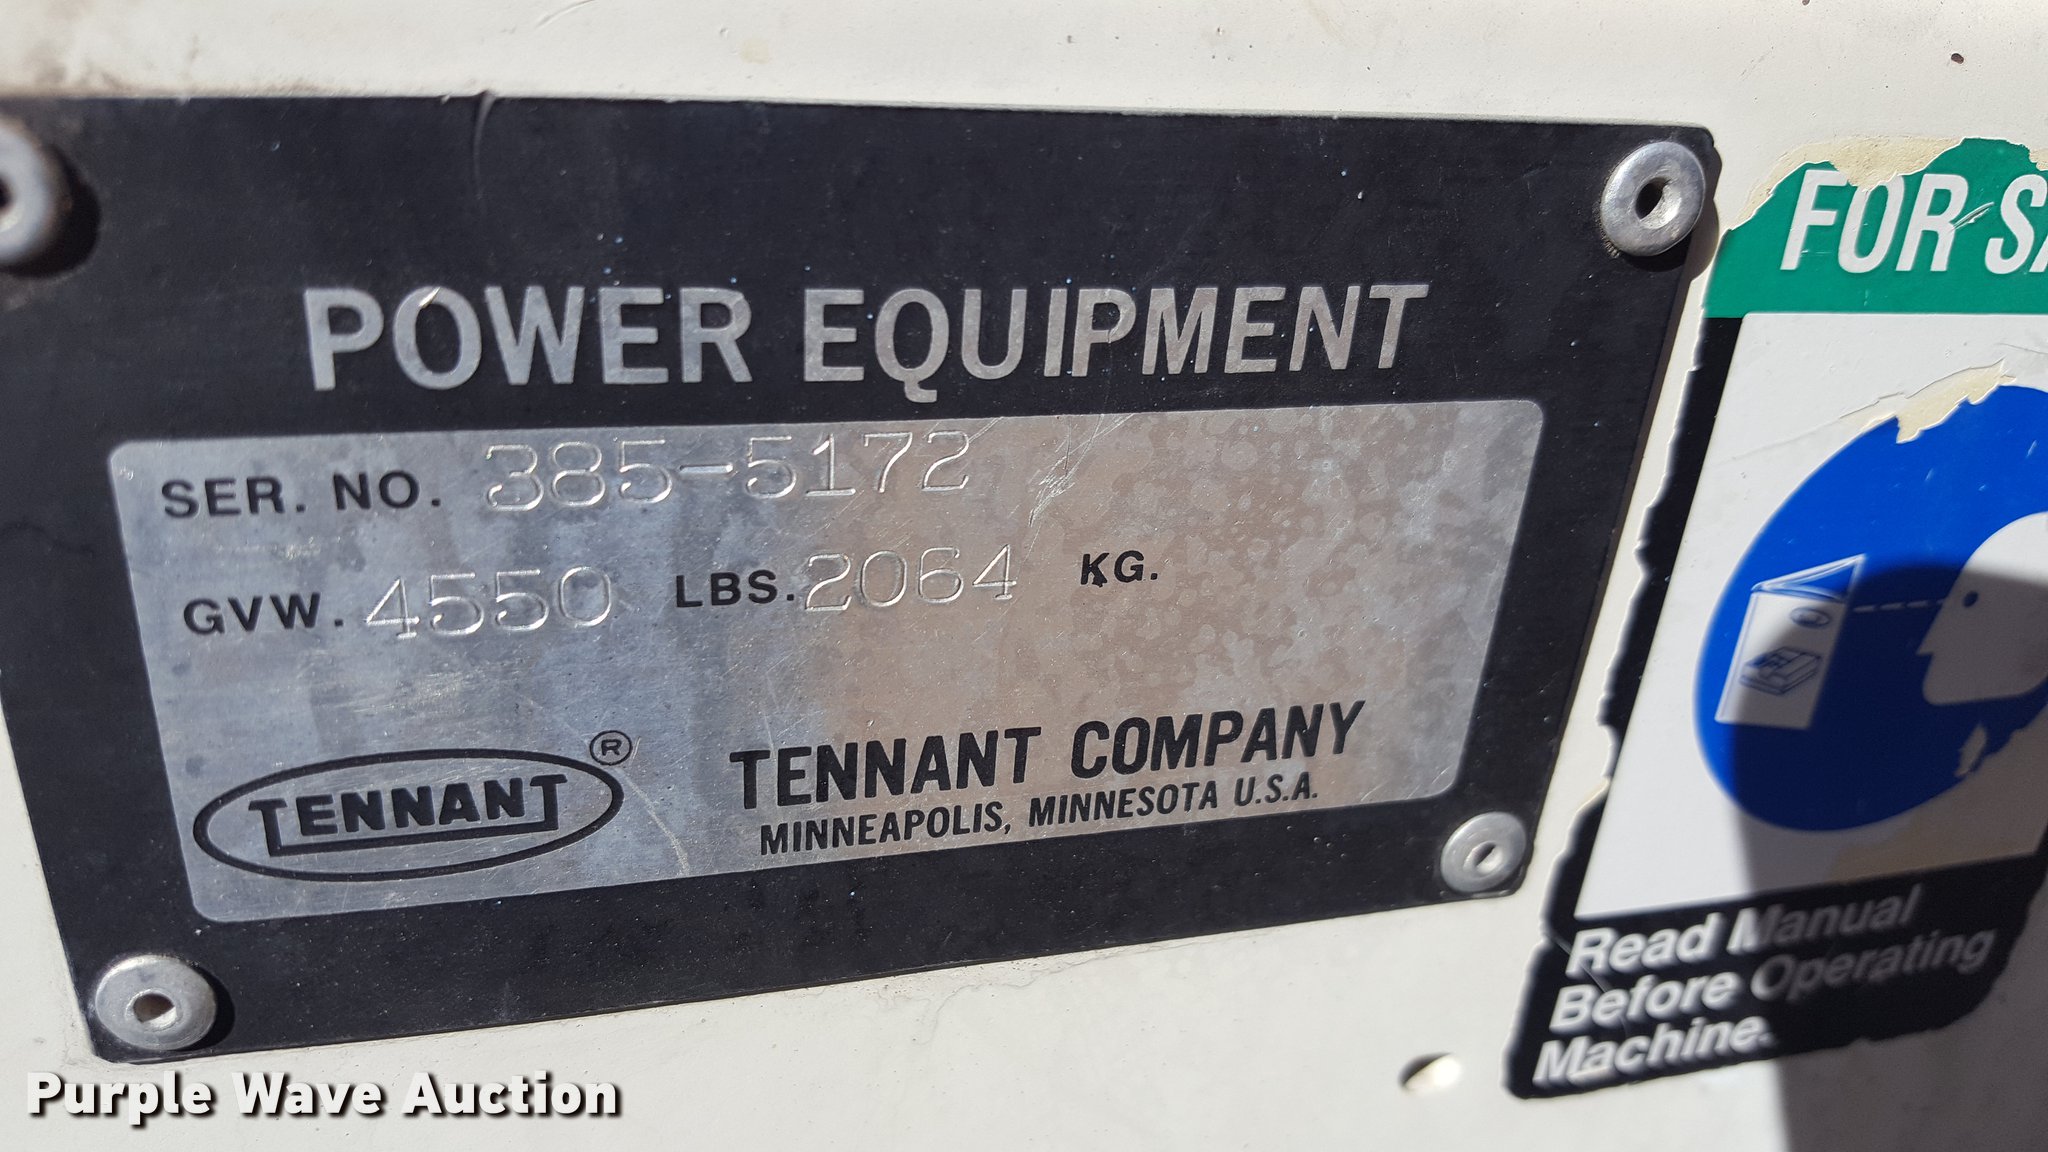 POWER EQUIPMENT
SER. NO. 385-5172
GVW. 4550 LBS. 2064 KG.
TENNANT ®
TENNANT COMPANY
MINNEAPOLIS, MINNESOTA U.S.A.
FOR SA
Read Manual
Before Operating
Machine.
Purple Wave Auction